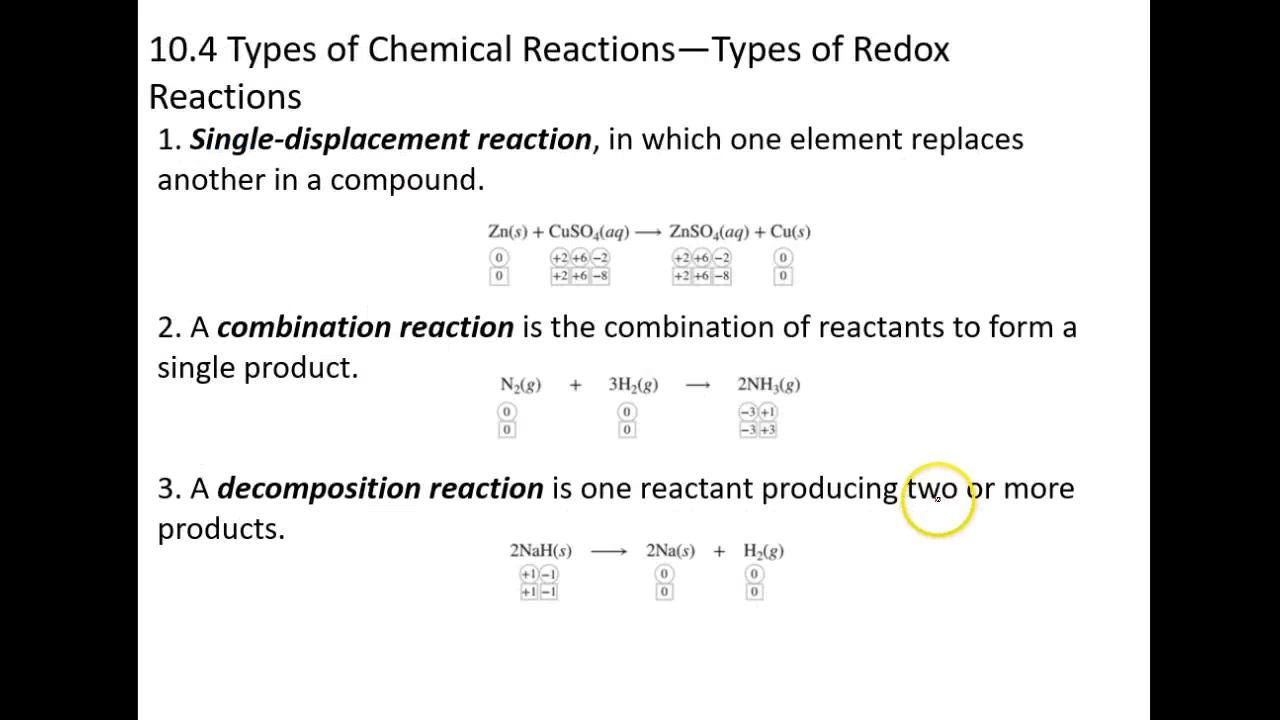 10.4 Types of Chemical Reactions—Types of Redox
Reactions
1. Single-displacement reaction, in which one element replaces
another in a compound.
Zn(s) + CuSO₄(aq) ⟶ ZnSO₄(aq) + Cu(s)
0 +2 +6 −2 +2 +6 −2 0
0 +2 +6 −8 +2 +6 −8 0
2. A combination reaction is the combination of reactants to form a
single product.
N₂(g) + 3H₂(g) ⟶ 2NH₃(g)
0 0 −3 +1
0 0 −3 +3
3. A decomposition reaction is one reactant producing two or more
products.
2NaH(s) ⟶ 2Na(s) + H₂(g)
+1 −1 0 0
+1 −1 0 0